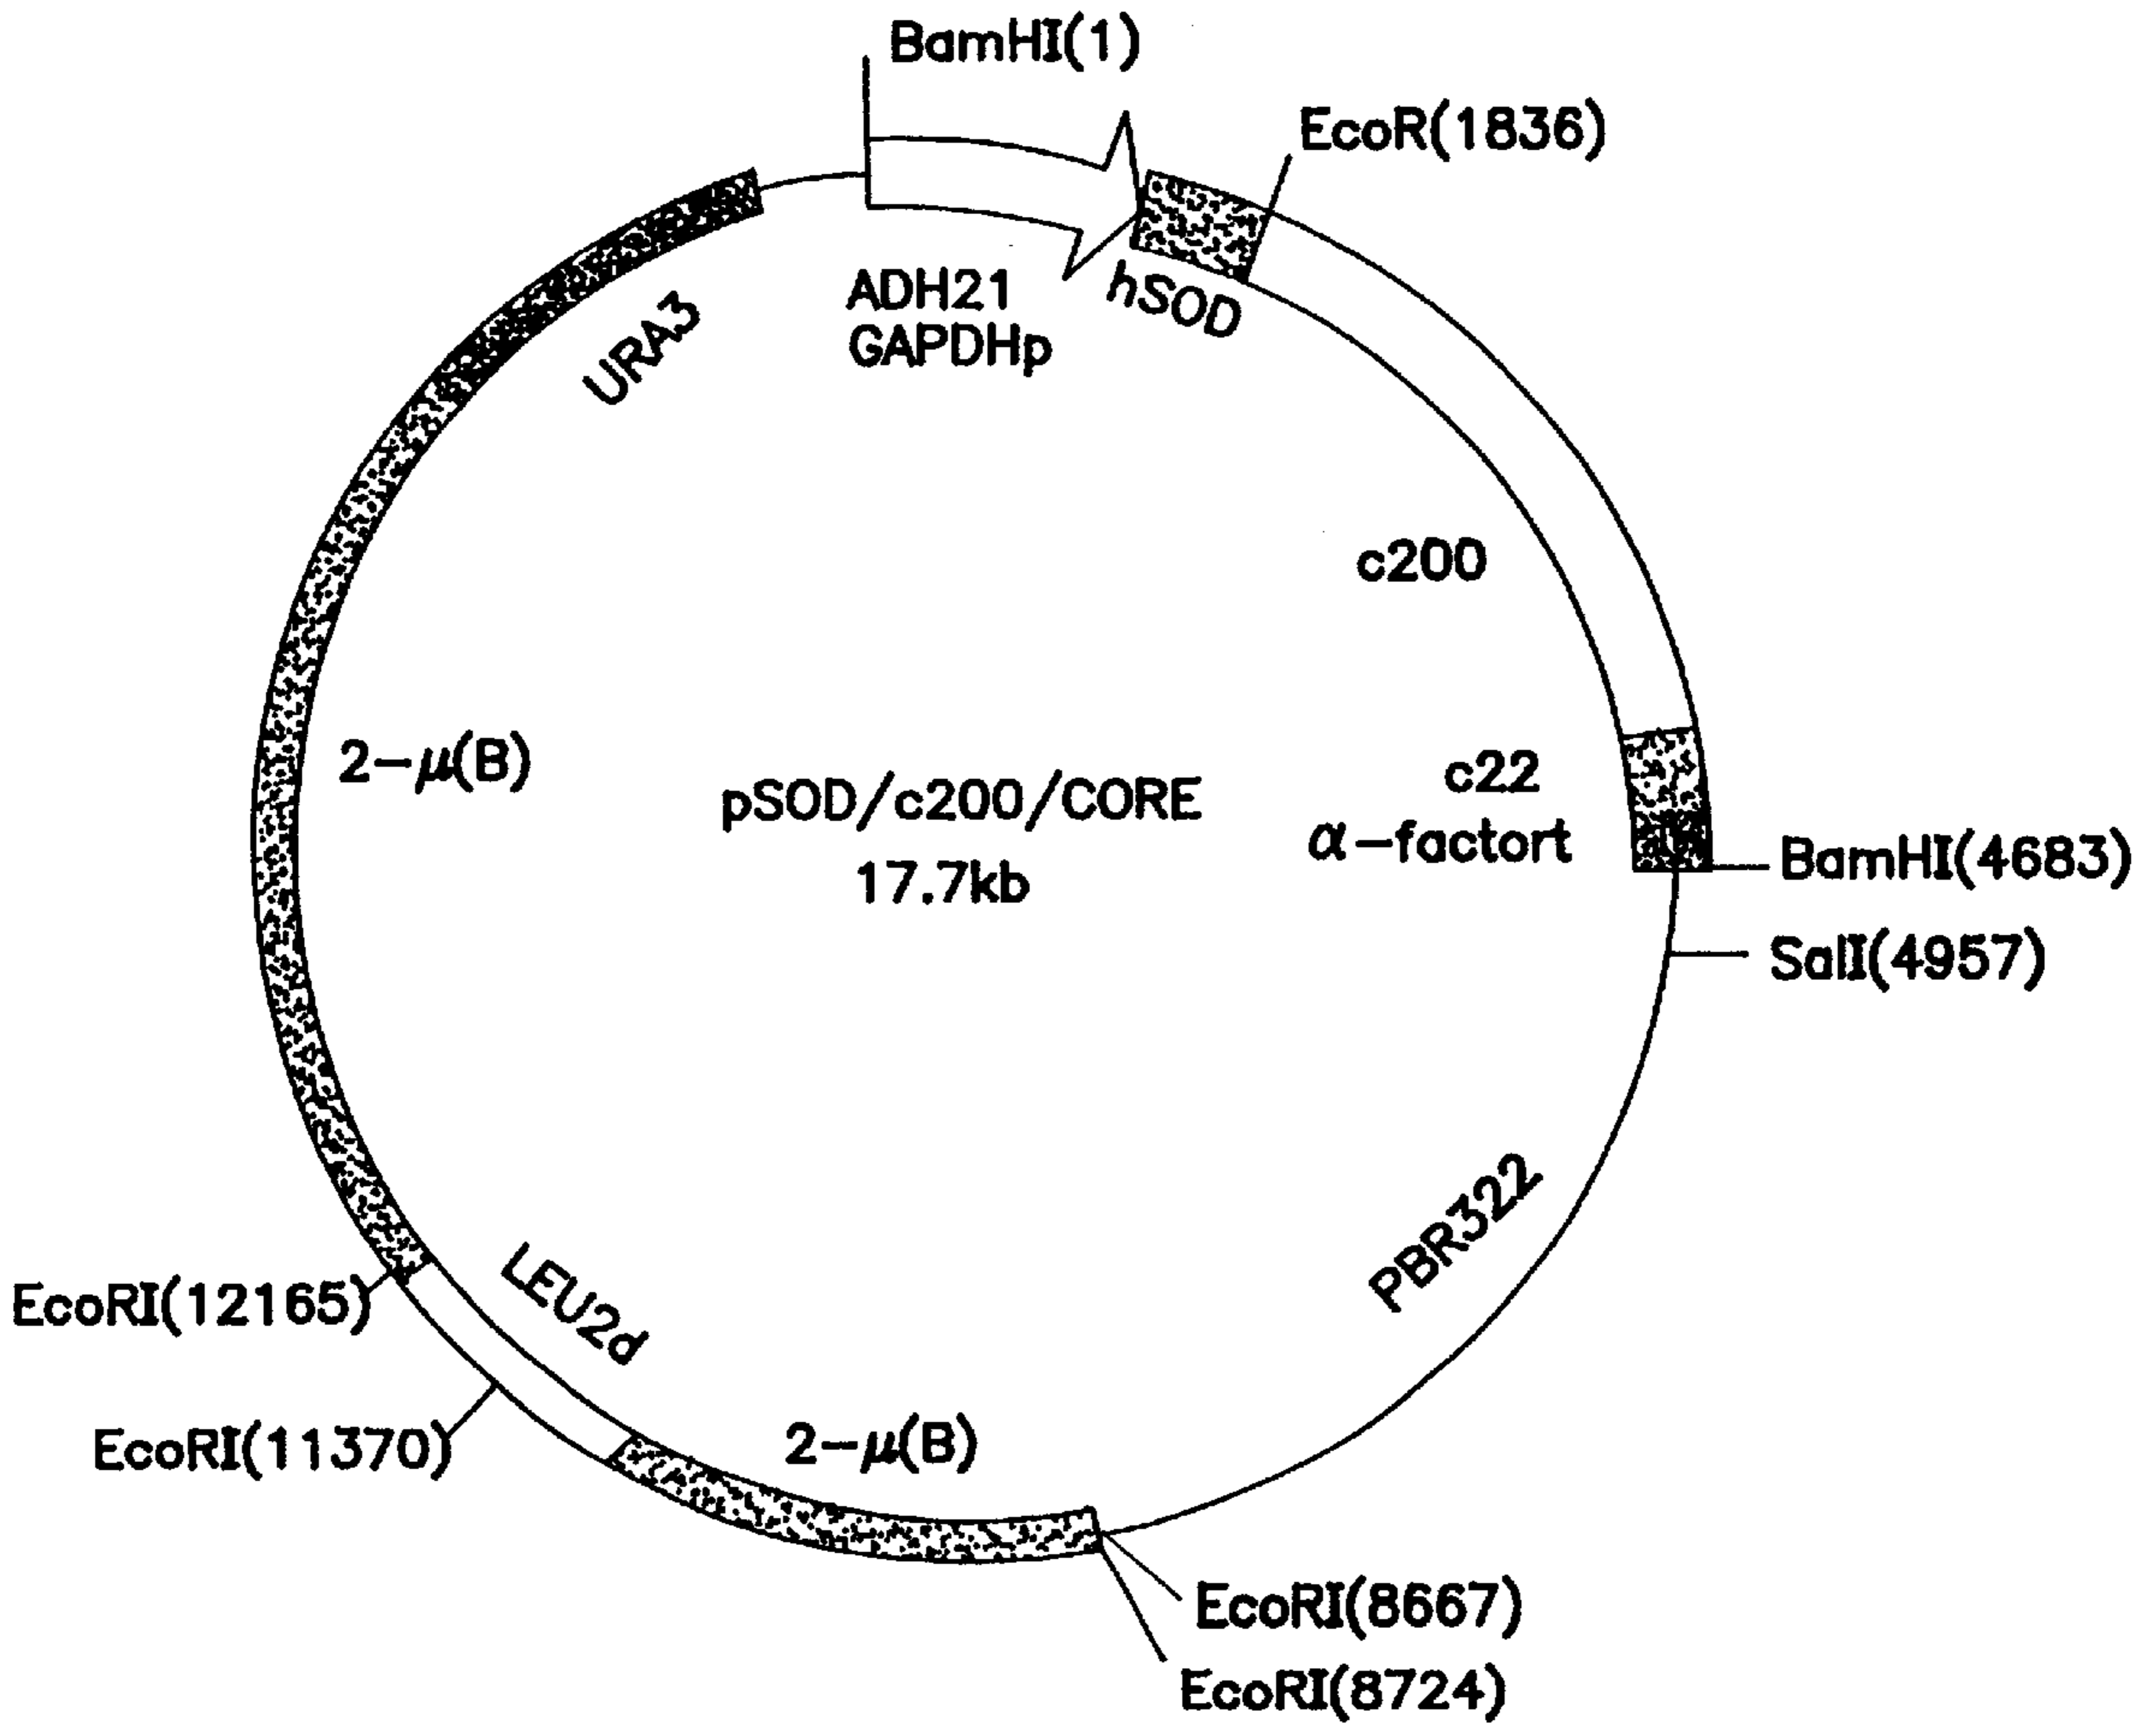 BamHI(1)
EcoR(1836)
ADH21
GAPDHp
hSOD
URA3
c200
2-μ(B)
pSOD/c200/CORE
17.7kb
c22
α-factort
BamHI(4683)
SalI(4957)
PBR322
LEU2d
EcoRI(12165)
EcoRI(11370)
2-μ(B)
EcoRI(8667)
EcoRI(8724)